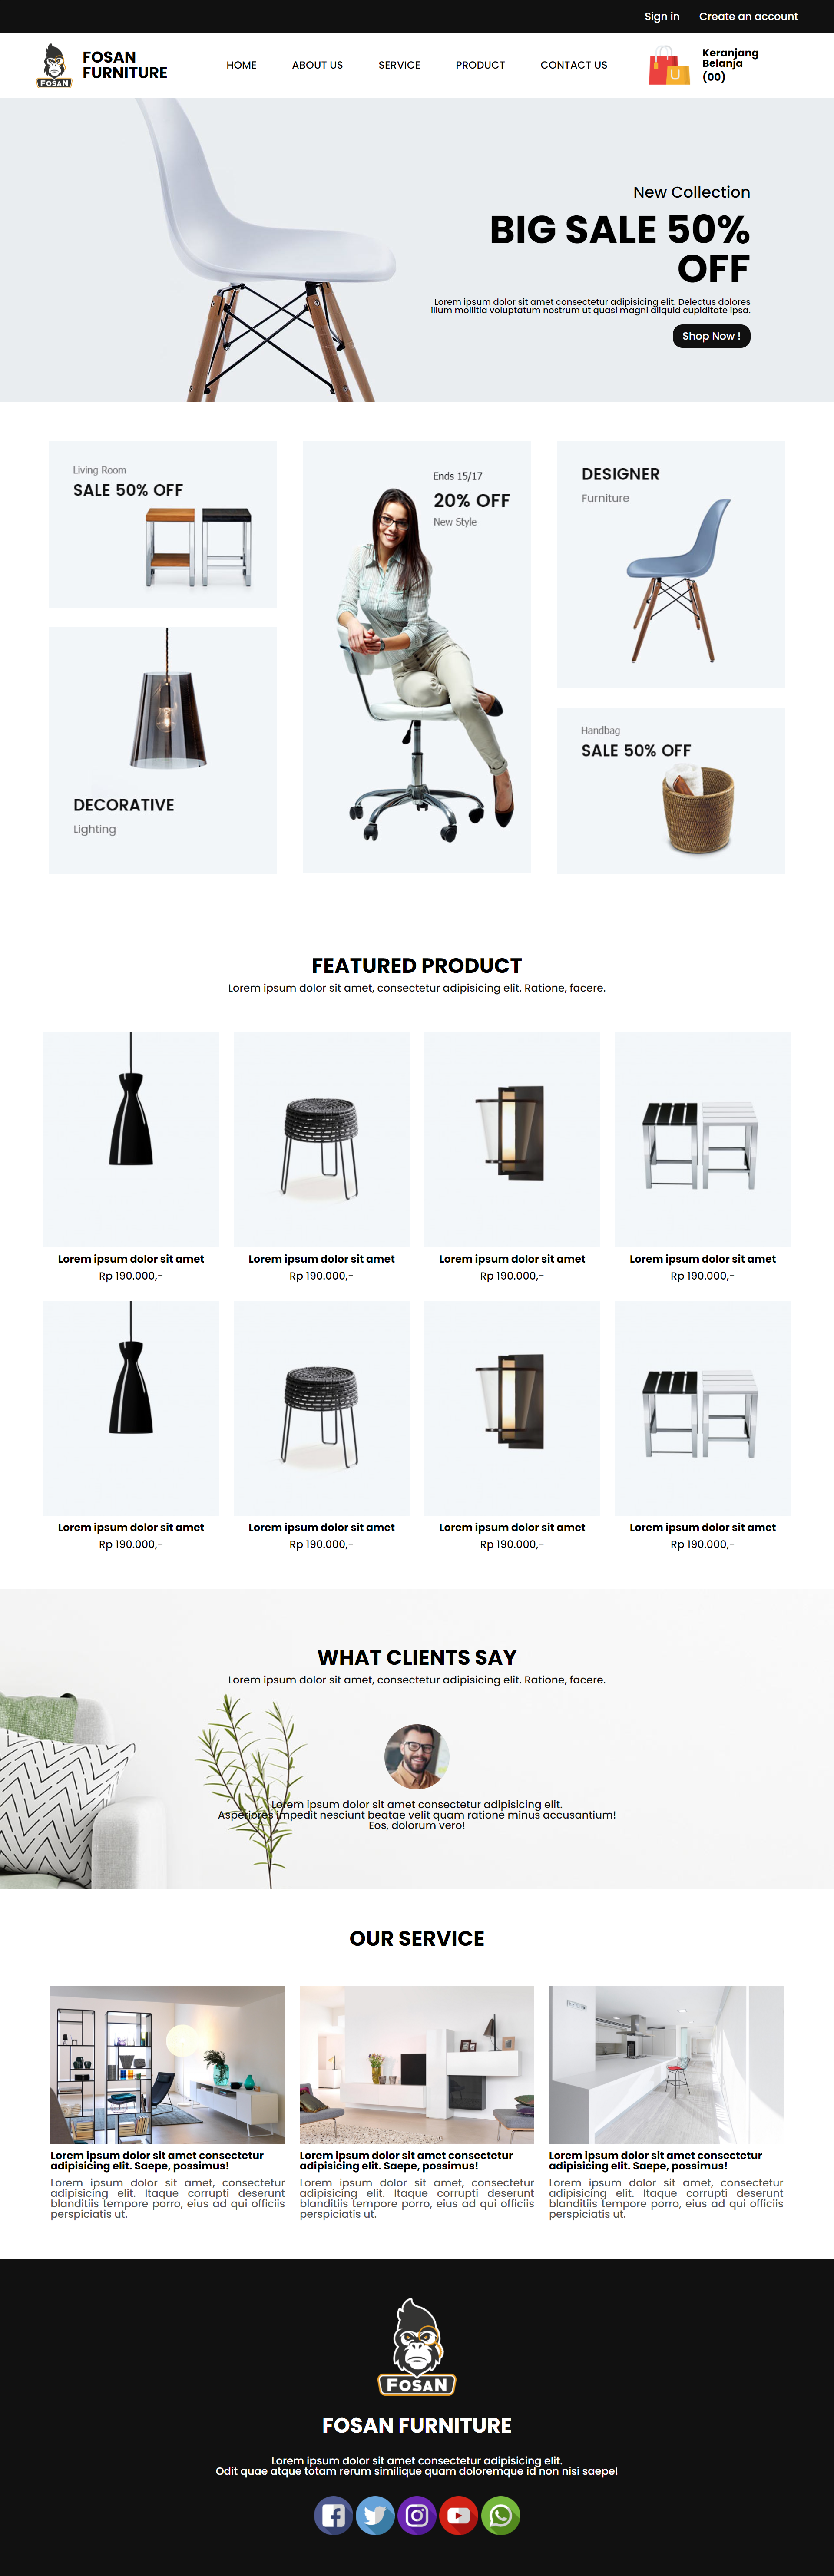 Sign in Create an account
FOSAN
FURNITURE
FOSAN
HOME ABOUT US SERVICE PRODUCT CONTACT US
Keranjang
Belanja
(00)
New Collection
BIG SALE 50%
OFF
Lorem ipsum dolor sit amet consectetur adipisicing elit. Delectus dolores
illum mollitia voluptatum nostrum ut quasi magni aliquid cupiditate ipsa.
Shop Now !
Living Room
SALE 50% OFF
DECORATIVE
Lighting
Ends 15/17
20% OFF
New Style
DESIGNER
Furniture
Handbag
SALE 50% OFF
FEATURED PRODUCT
Lorem ipsum dolor sit amet, consectetur adipisicing elit. Ratione, facere.
Lorem ipsum dolor sit amet Lorem ipsum dolor sit amet Lorem ipsum dolor sit amet Lorem ipsum dolor sit amet
Rp 190.000,- Rp 190.000,- Rp 190.000,- Rp 190.000,-
Lorem ipsum dolor sit amet Lorem ipsum dolor sit amet Lorem ipsum dolor sit amet Lorem ipsum dolor sit amet
Rp 190.000,- Rp 190.000,- Rp 190.000,- Rp 190.000,-
WHAT CLIENTS SAY
Lorem ipsum dolor sit amet, consectetur adipisicing elit. Ratione, facere.
Lorem ipsum dolor sit amet consectetur adipisicing elit.
Asperiores impedit nesciunt beatae velit quam ratione minus accusantium!
Eos, dolorum vero!
OUR SERVICE
Lorem ipsum dolor sit amet consectetur
adipisicing elit. Saepe, possimus!
Lorem ipsum dolor sit amet, consectetur
adipisicing elit. Itaque corrupti deserunt
blanditiis tempore porro, eius ad qui officiis
perspiciatis ut.
Lorem ipsum dolor sit amet consectetur
adipisicing elit. Saepe, possimus!
Lorem ipsum dolor sit amet, consectetur
adipisicing elit. Itaque corrupti deserunt
blanditiis tempore porro, eius ad qui officiis
perspiciatis ut.
Lorem ipsum dolor sit amet consectetur
adipisicing elit. Saepe, possimus!
Lorem ipsum dolor sit amet, consectetur
adipisicing elit. Itaque corrupti deserunt
blanditiis tempore porro, eius ad qui officiis
perspiciatis ut.
FOSAN
FOSAN FURNITURE
Lorem ipsum dolor sit amet consectetur adipisicing elit.
Odit quae atque totam rerum similique quam doloremque id non nisi saepe!